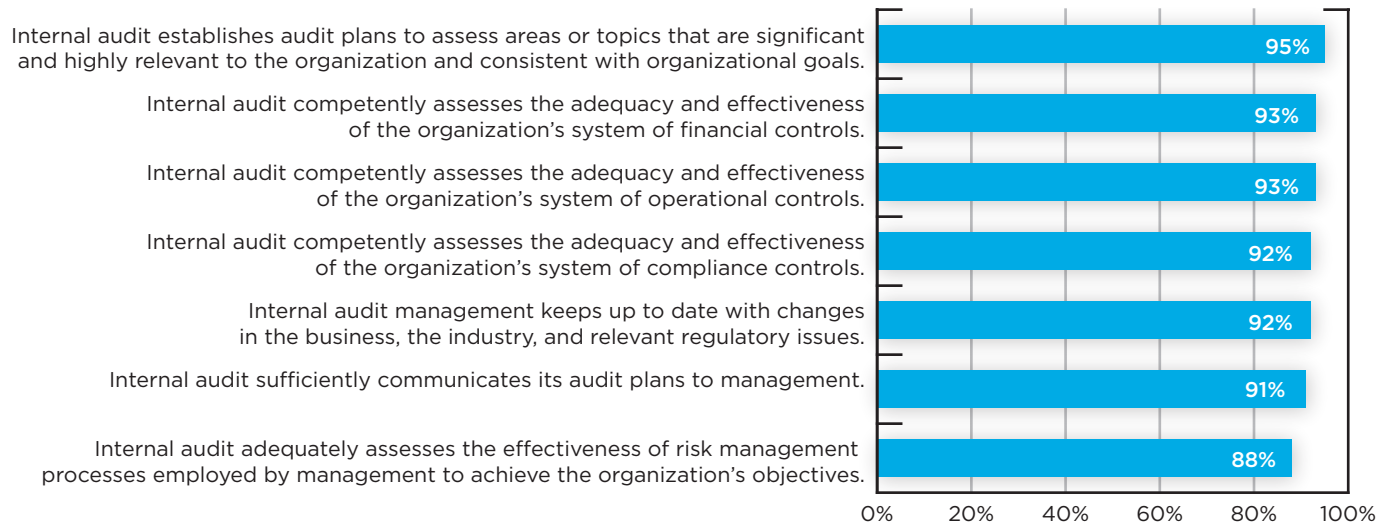 Internal audit establishes audit plans to assess areas or topics that are significant
and highly relevant to the organization and consistent with organizational goals.
95%
Internal audit competently assesses the adequacy and effectiveness
of the organization’s system of financial controls.
93%
Internal audit competently assesses the adequacy and effectiveness
of the organization’s system of operational controls.
93%
Internal audit competently assesses the adequacy and effectiveness
of the organization’s system of compliance controls.
92%
Internal audit management keeps up to date with changes
in the business, the industry, and relevant regulatory issues.
92%
Internal audit sufficiently communicates its audit plans to management.
91%
Internal audit adequately assesses the effectiveness of risk management
processes employed by management to achieve the organization’s objectives.
88%
0% 20% 40% 60% 80% 100%